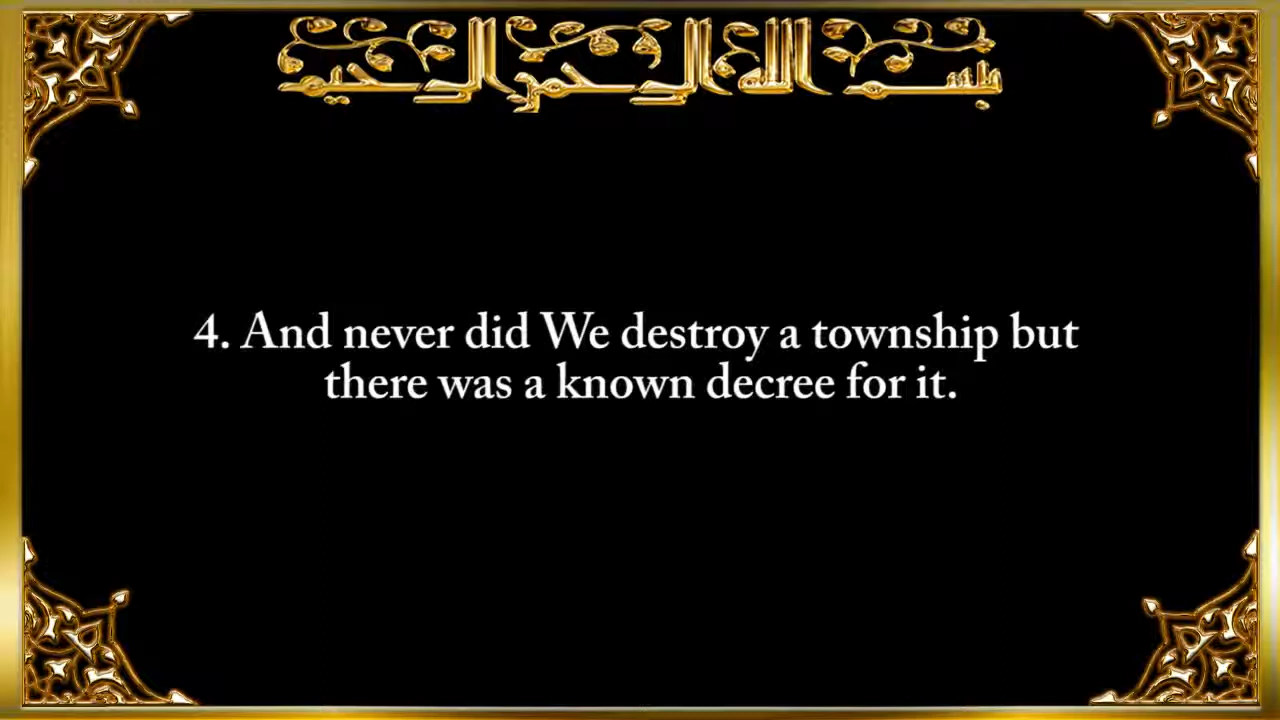 بسم الله الرحمن الرحيم
4. And never did We destroy a township but
there was a known decree for it.